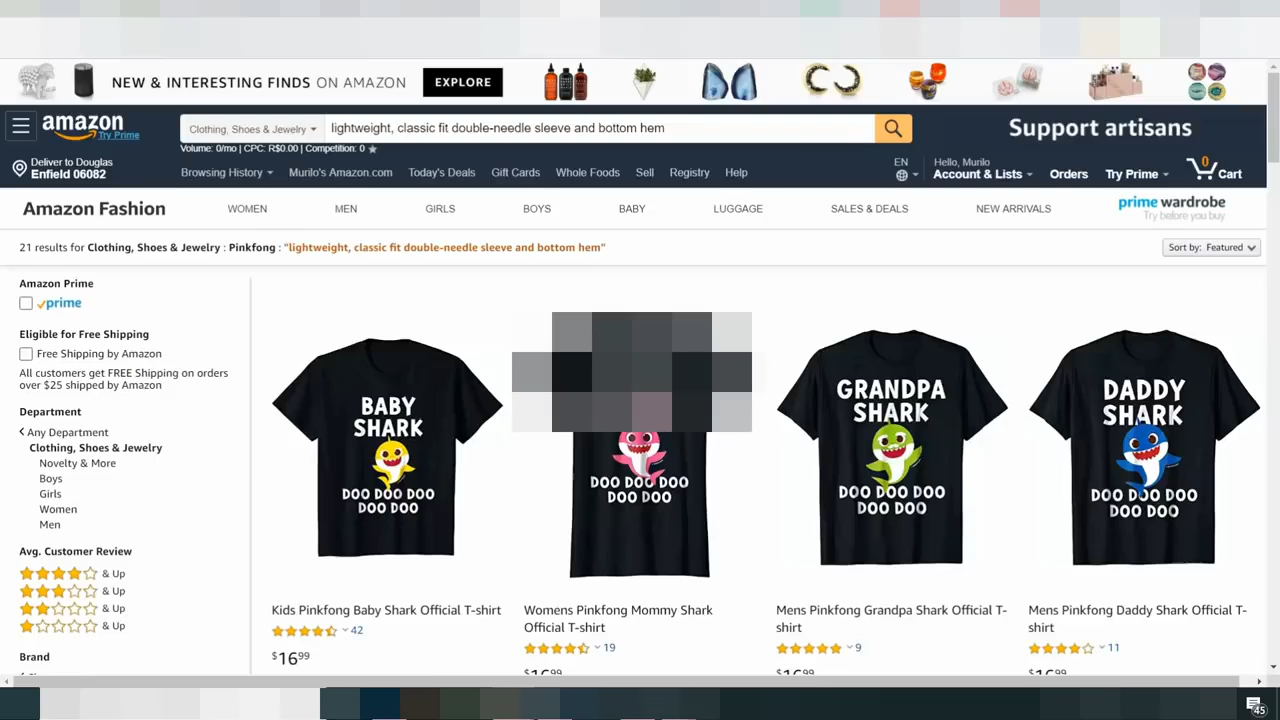 NEW & INTERESTING FINDS ON AMAZON
EXPLORE
amazon
Try Prime
Clothing, Shoes & Jewelry
lightweight, classic fit double-needle sleeve and bottom hem
Support artisans
Volume: 0/mo | CPC: R$0.00 | Competition: 0
Deliver to Douglas
Enfield 06082
Browsing History
Murilo's Amazon.com
Today's Deals
Gift Cards
Whole Foods
Sell
Registry
Help
EN
Hello, Murilo
Account & Lists
Orders
Try Prime
0
Cart
Amazon Fashion
WOMEN
MEN
GIRLS
BOYS
BABY
LUGGAGE
SALES & DEALS
NEW ARRIVALS
prime wardrobe
Try before you buy
21 results for Clothing, Shoes & Jewelry : Pinkfong : "lightweight, classic fit double-needle sleeve and bottom hem"
Sort by: Featured
Amazon Prime
prime
Eligible for Free Shipping
Free Shipping by Amazon
All customers get FREE Shipping on orders
over $25 shipped by Amazon
Department
Any Department
Clothing, Shoes & Jewelry
Novelty & More
Boys
Girls
Women
Men
Avg. Customer Review
& Up
& Up
& Up
& Up
Brand
BABY
SHARK
DOO DOO DOO
DOO DOO
Kids Pinkfong Baby Shark Official T-shirt
42
$16.99
DOO DOO DOO
DOO DOO
Womens Pinkfong Mommy Shark
Official T-shirt
19
GRANDPA
SHARK
DOO DOO DOO
DOO DOO
Mens Pinkfong Grandpa Shark Official T-
shirt
9
DADDY
SHARK
DOO DOO DOO
DOO DOO
Mens Pinkfong Daddy Shark Official T-
shirt
11
45